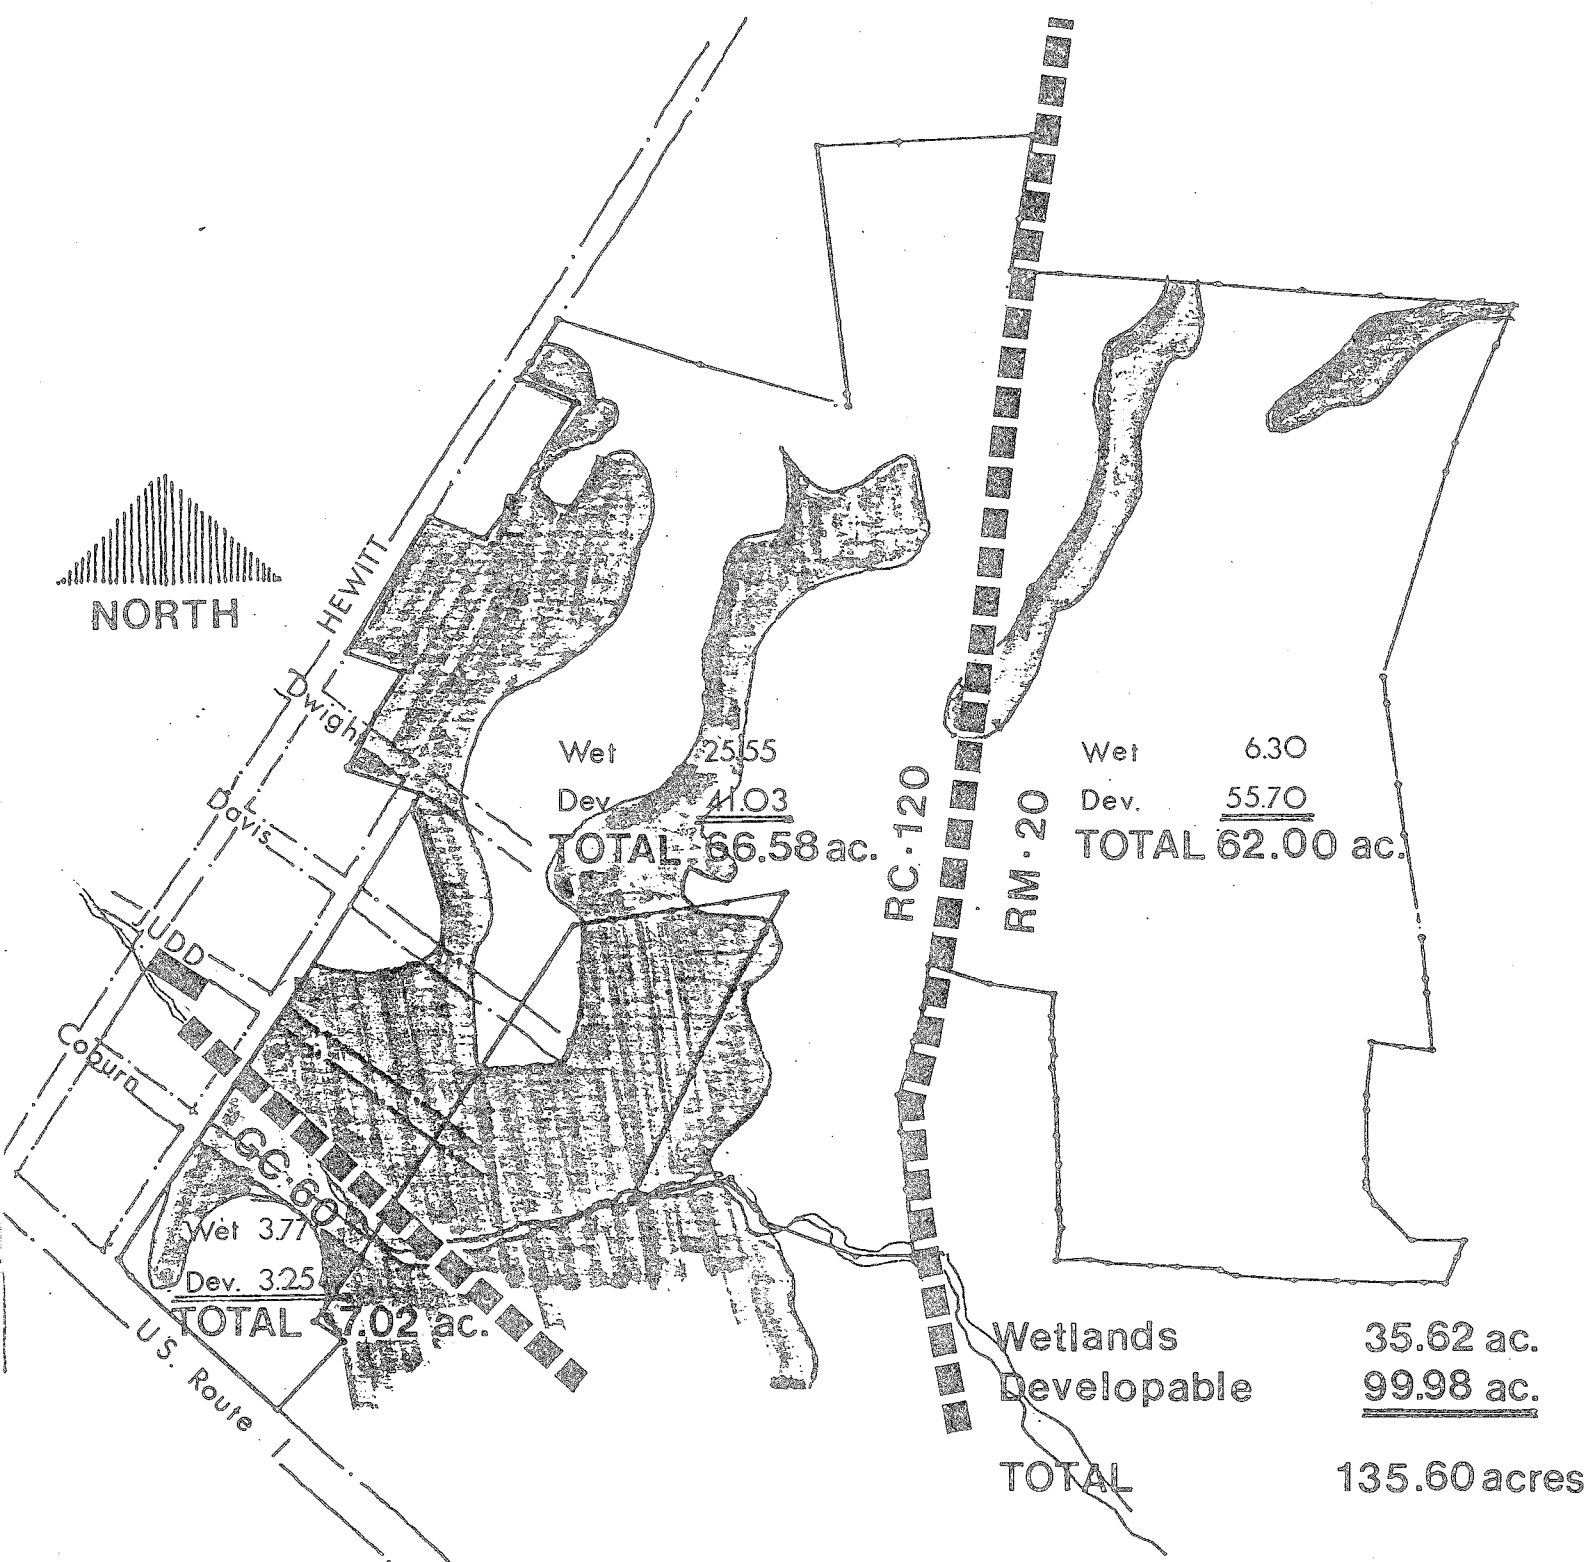 NORTH
HEWITT
Dwight
Davis
UDD
Coburn
Wet 25.55
Dev. 41.03
TOTAL 66.58 ac.
RC·120
RM·20
Wet 6.30
Dev. 55.70
TOTAL 62.00 ac.
GC·60
Wet 3.77
Dev. 3.25
TOTAL 7.02 ac.
U.S. Route 1
Wetlands 35.62 ac.
Developable 99.98 ac.
TOTAL 135.60 acres